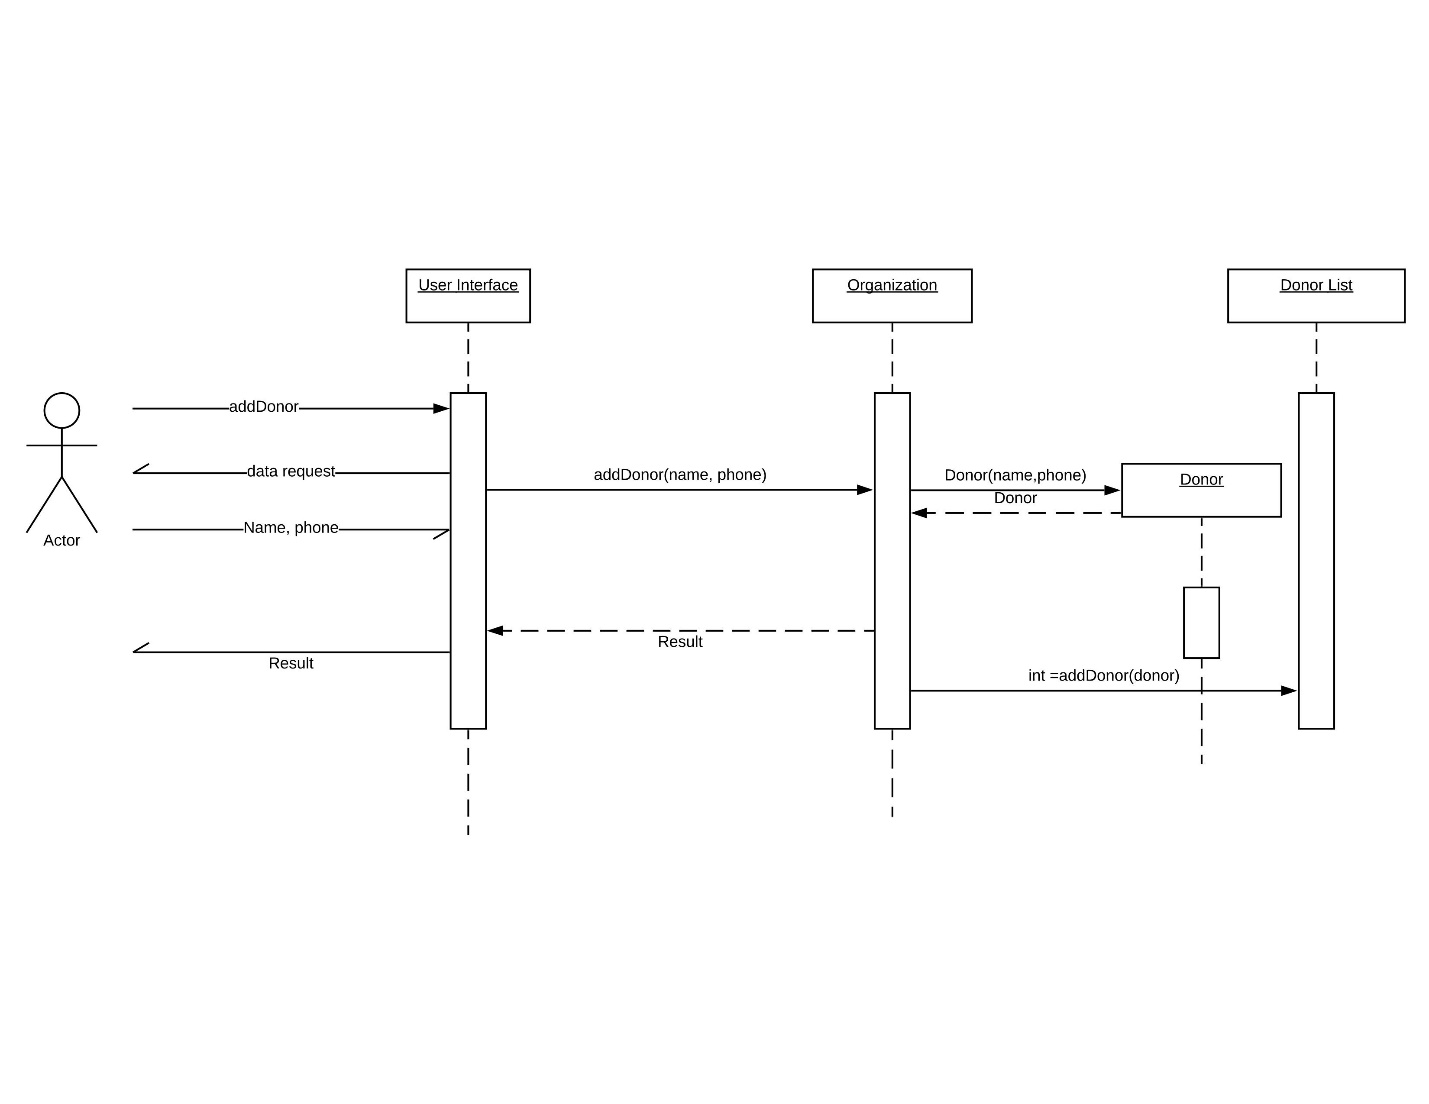 User Interface
Organization
Donor List
addDonor
data request
addDonor(name, phone)
Donor(name,phone)
Donor
Donor
Name, phone
Actor
Result
Result
int =addDonor(donor)